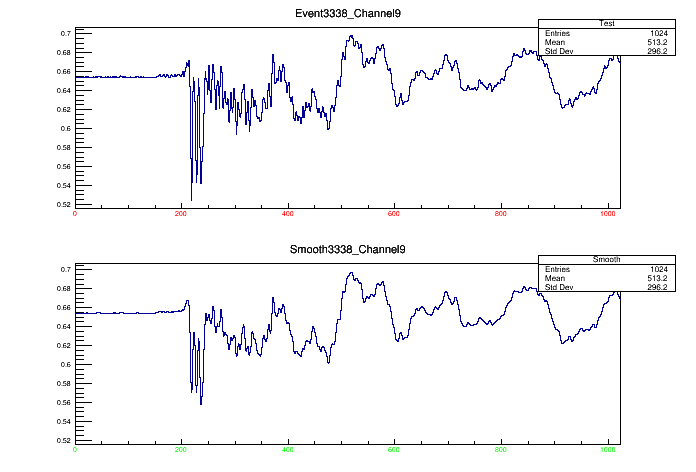 Event3338_Channel9
Test
Entries 1024
Mean 513.2
Std Dev 296.2
0.7
0.68
0.66
0.64
0.62
0.6
0.58
0.56
0.54
0.52
0 200 400 600 800 1000
Smooth3338_Channel9
Smooth
Entries 1024
Mean 513.2
Std Dev 296.2
0.7
0.68
0.66
0.64
0.62
0.6
0.58
0.56
0.54
0.52
0 200 400 600 800 1000